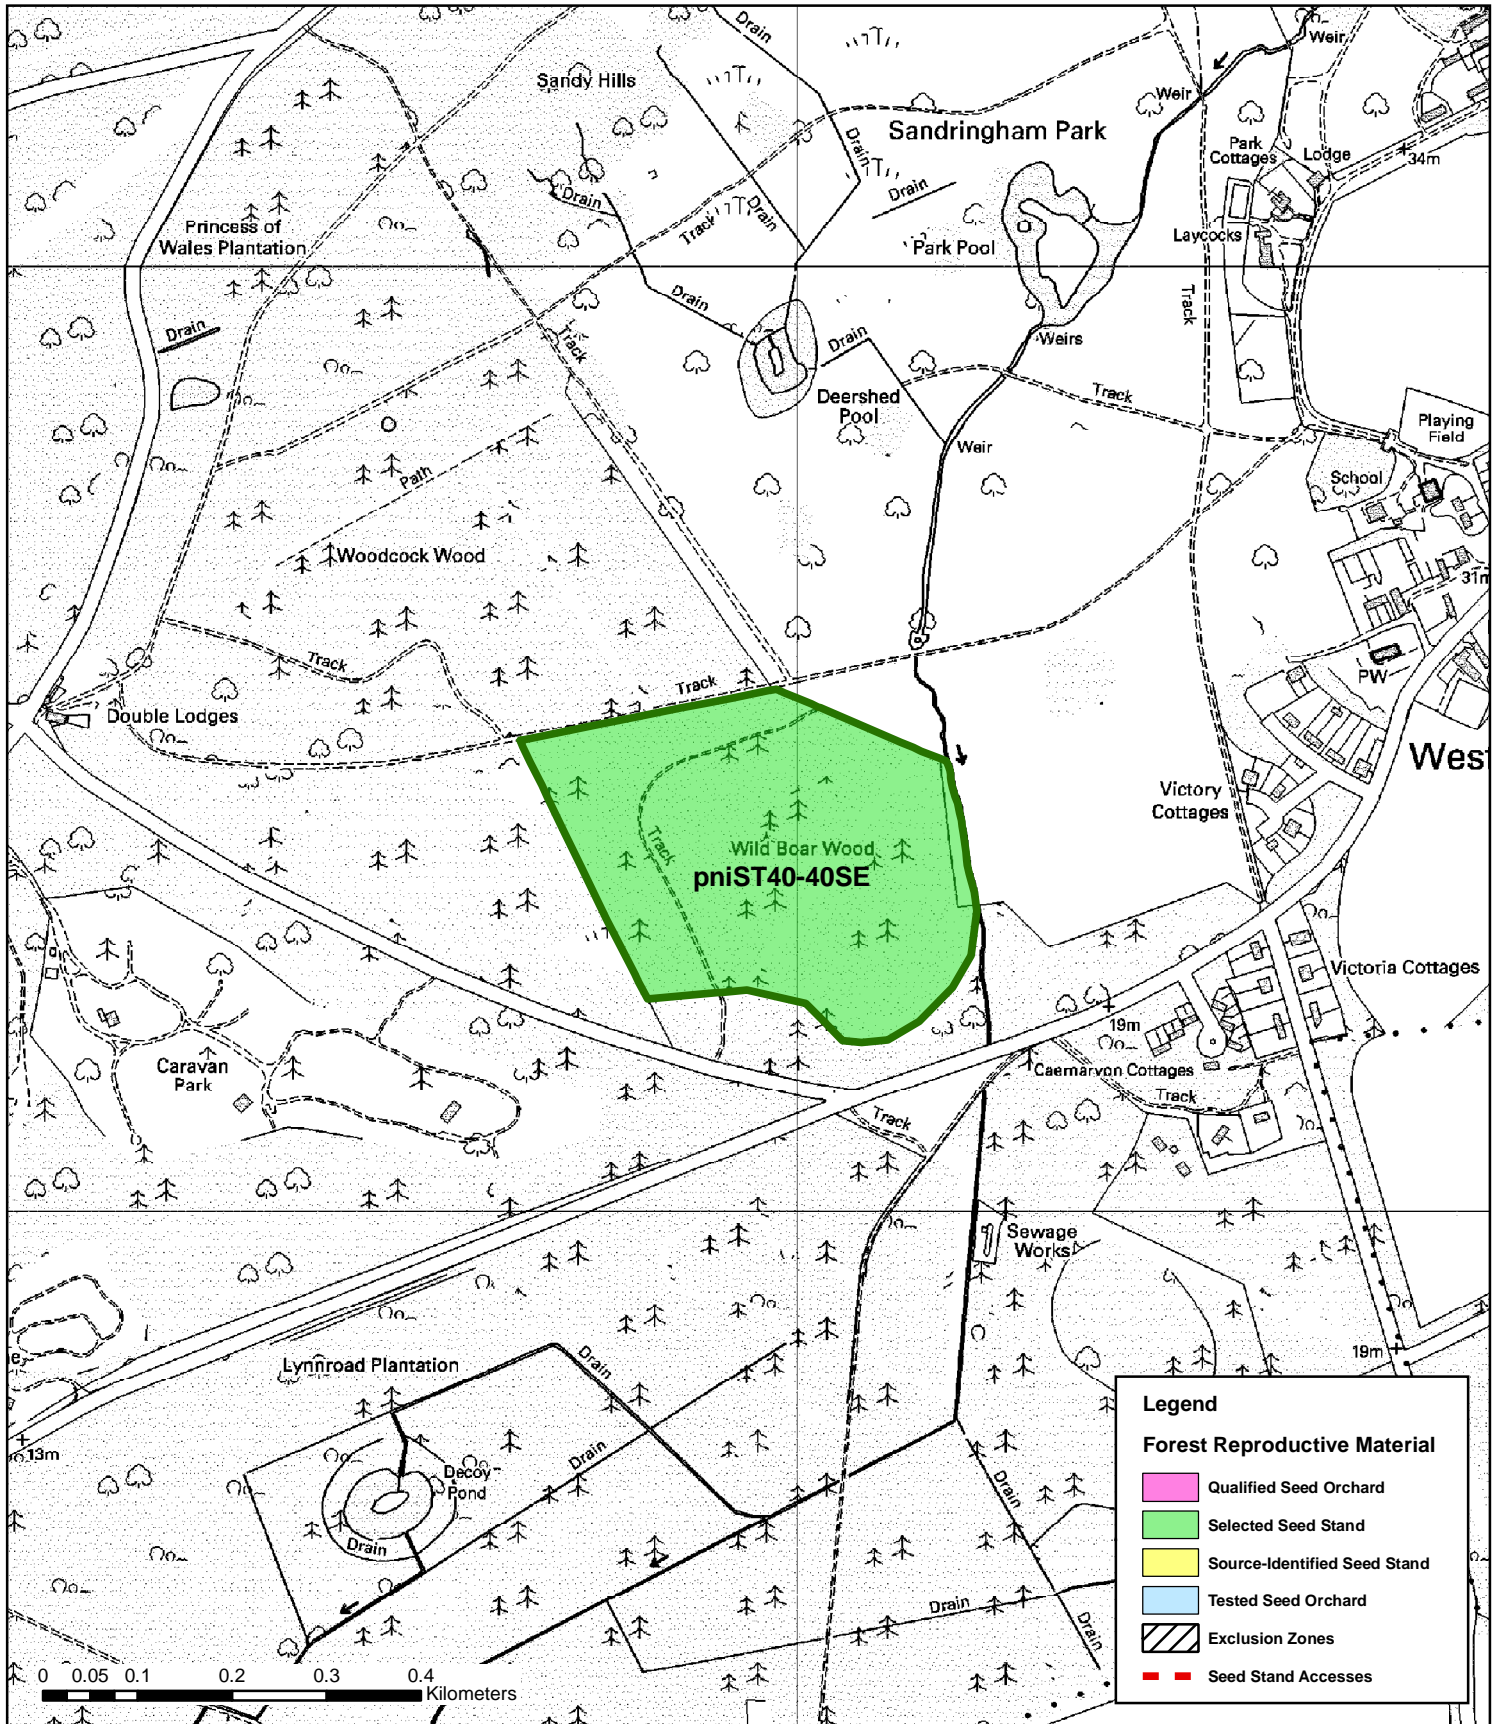 Drain
Weir
Sandy Hills
Weir
Sandringham Park
Drain
Park
Cottages
Lodge
34m
Drain
Drain
Drain
Princess of
Wales Plantation
Track
Park Pool
Laycocks
Drain
Track
Drain
Track
Drain
Weirs
Deershed
Pool
Track
Playing
Field
Weir
Path
School
Woodcock Wood
31m
Track
Track
PW
Double Lodges
West
Victory
Cottages
Track
Wild Boar Wood
pniST40-40SE
Victoria Cottages
19m
Caravan
Park
Caernarvon Cottages
Track
Track
Sewage
Works
Lynnroad Plantation
Drain
19m
13m
Drain
Decoy
Pond
Drain
Drain
Drain
Drain
Legend
Forest Reproductive Material
Qualified Seed Orchard
Selected Seed Stand
Source-Identified Seed Stand
Tested Seed Orchard
Exclusion Zones
Seed Stand Accesses
0 0.05 0.1 0.2 0.3 0.4
Kilometers